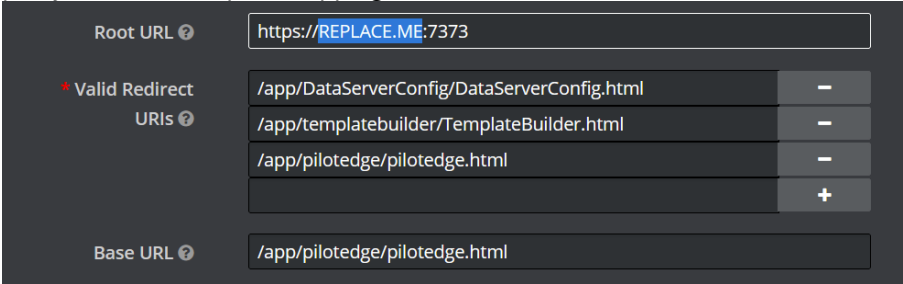 Root URL https://REPLACE.ME:7373
* Valid Redirect URIs /app/DataServerConfig/DataServerConfig.html
/app/templatebuilder/TemplateBuilder.html
/app/pilotedge/pilotedge.html
Base URL /app/pilotedge/pilotedge.html